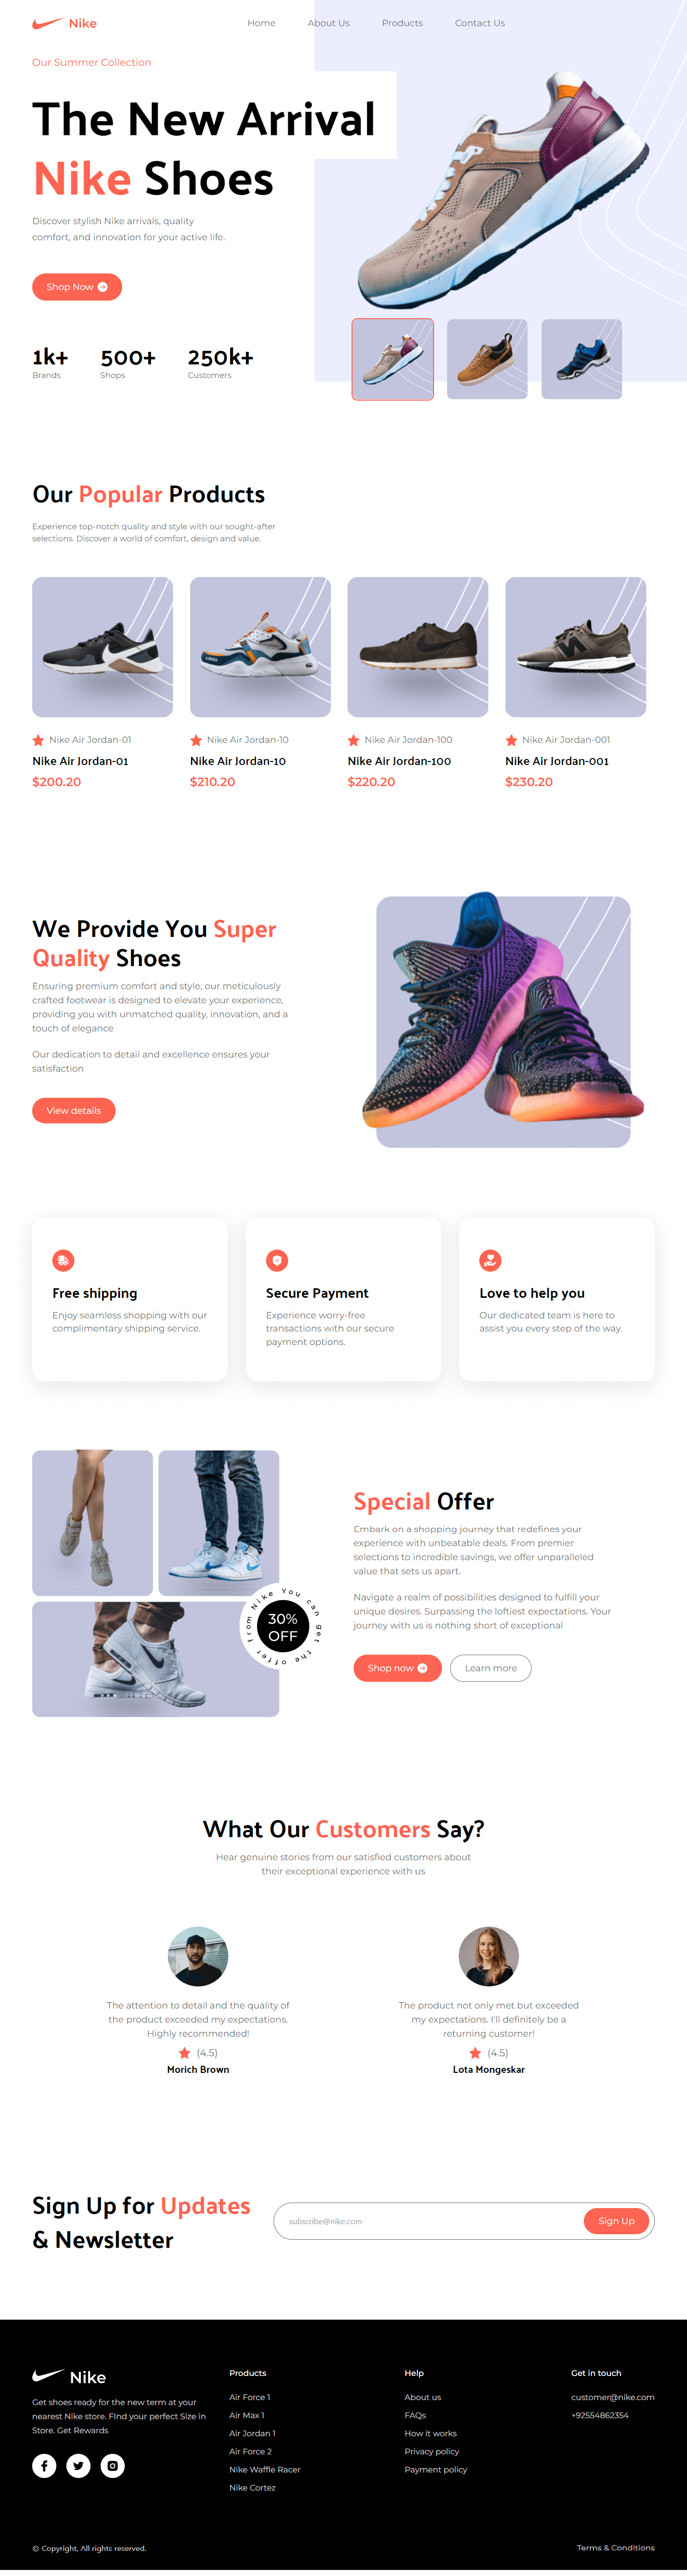 Nike
Home
About Us
Products
Contact Us
Our Summer Collection
The New Arrival
Nike Shoes
Discover stylish Nike arrivals, quality
comfort, and innovation for your active life.
Shop Now
1k+
Brands
500+
Shops
250k+
Customers
Our Popular Products
Experience top-notch quality and style with our sought-after
selections. Discover a world of comfort, design and value.
Nike Air Jordan-01
Nike Air Jordan-01
$200.20
Nike Air Jordan-10
Nike Air Jordan-10
$210.20
Nike Air Jordan-100
Nike Air Jordan-100
$220.20
Nike Air Jordan-001
Nike Air Jordan-001
$230.20
We Provide You Super
Quality Shoes
Ensuring premium comfort and style, our meticulously
crafted footwear is designed to elevate your experience,
providing you with unmatched quality, innovation, and a
touch of elegance
Our dedication to detail and excellence ensures your
satisfaction
View details
Free shipping
Enjoy seamless shopping with our
complimentary shipping service.
Secure Payment
Experience worry-free
transactions with our secure
payment options.
Love to help you
Our dedicated team is here to
assist you every step of the way.
You can get the offer from Nike
30%
OFF
Special Offer
Embark on a shopping journey that redefines your
experience with unbeatable deals. From premier
selections to incredible savings, we offer unparalleled
value that sets us apart.
Navigate a realm of possibilities designed to fulfill your
unique desires. Surpassing the loftiest expectations. Your
journey with us is nothing short of exceptional
Shop now
Learn more
What Our Customers Say?
Hear genuine stories from our satisfied customers about
their exceptional experience with us
The attention to detail and the quality of
the product exceeded my expectations.
Highly recommended!
(4.5)
Morich Brown
The product not only met but exceeded
my expectations. I'll definitely be a
returning customer!
(4.5)
Lota Mongeskar
Sign Up for Updates
& Newsletter
subscribe@nike.com
Sign Up
Nike
Get shoes ready for the new term at your
nearest Nike store. FInd your perfect Size in
Store. Get Rewards
Products
Air Force 1
Air Max 1
Air Jordan 1
Air Force 2
Nike Waffle Racer
Nike Cortez
Help
About us
FAQs
How it works
Privacy policy
Payment policy
Get in touch
customer@nike.com
+92554862354
© Copyright, All rights reserved.
Terms & Conditions